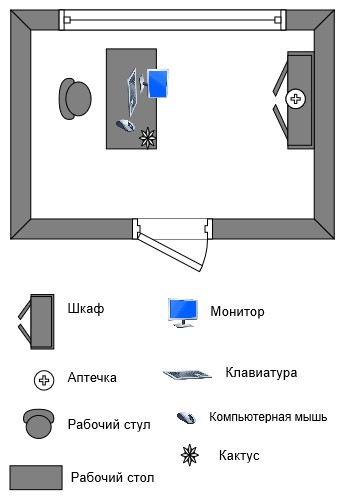 Шкаф
Монитор
Аптечка
Клавиатура
Рабочий стул
Компьютерная мышь
Кактус
Рабочий стол